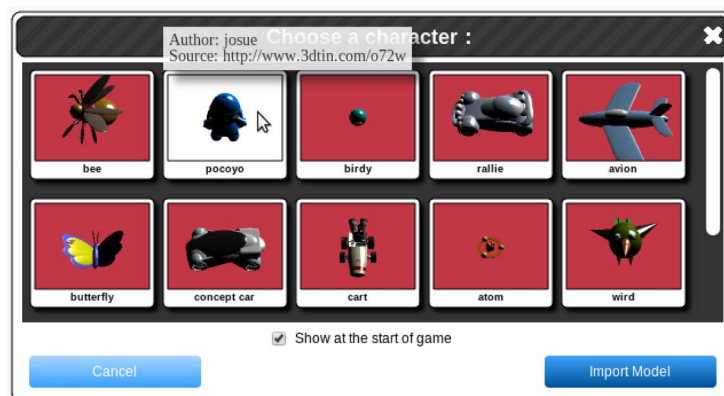 Choose a character :
Author: josue
Source: http://www.3dtin.com/o72w
bee
pocoyo
birdy
rallie
avion
butterfly
concept car
cart
atom
wird
Show at the start of game
Cancel
Import Model